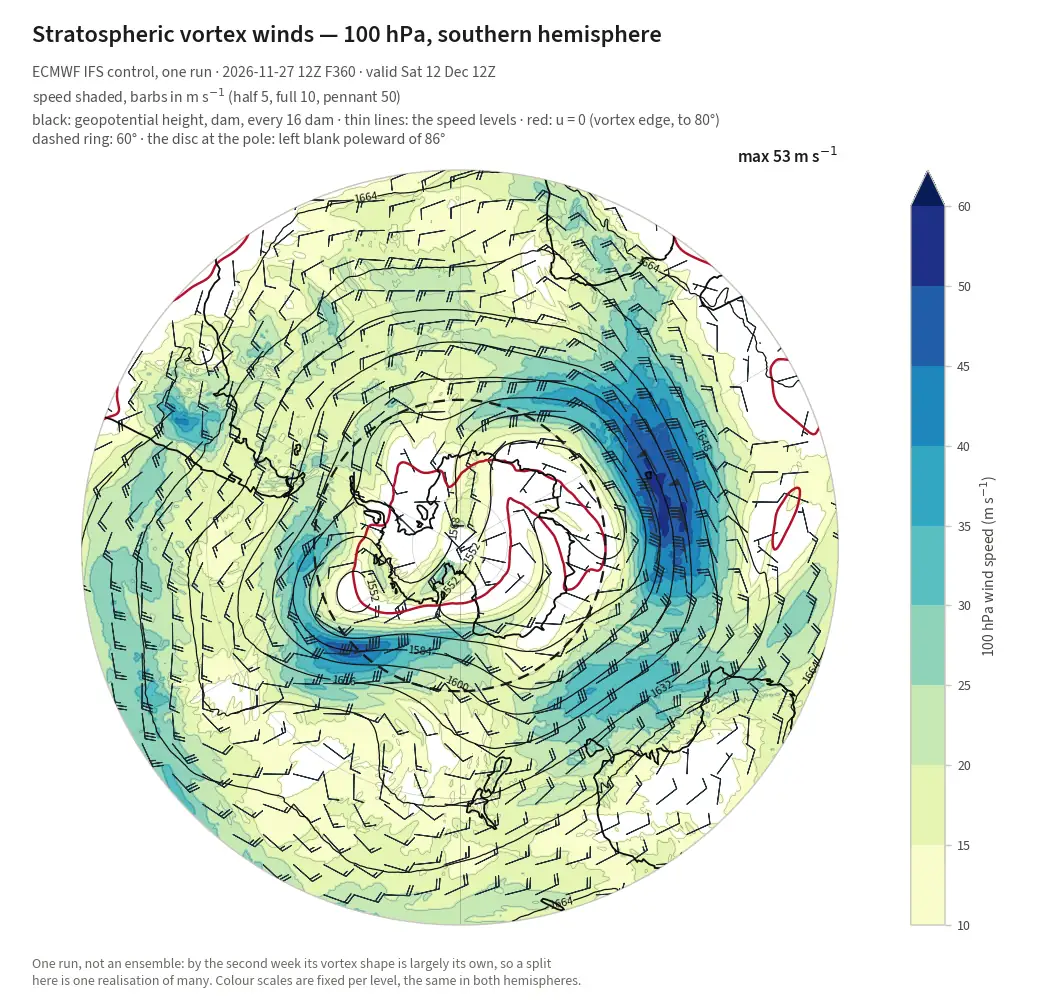 Stratospheric vortex winds — 100 hPa, southern hemisphere
ECMWF IFS control, one run · 2026-11-27 12Z F360 · valid Sat 12 Dec 12Z
speed shaded, barbs in m s⁻¹ (half 5, full 10, pennant 50)
black: geopotential height, dam, every 16 dam · thin lines: the speed levels · red: u = 0 (vortex edge, to 80°)
dashed ring: 60° · the disc at the pole: left blank poleward of 86°
max 53 m s⁻¹
1664
1664
1648
1568
1552
1552
1552
1584
1600
1632
1664
1664
60
50
45
40
35
30
25
20
15
10
100 hPa wind speed (m s⁻¹)
One run, not an ensemble: by the second week its vortex shape is largely its own, so a split
here is one realisation of many. Colour scales are fixed per level, the same in both hemispheres.